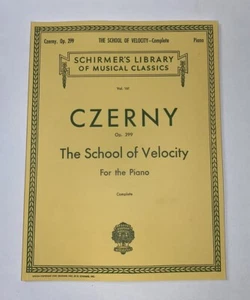 Czerny, Op. 299 THE SCHOOL OF VELOCITY—Complete Piano
SCHIRMER'S LIBRARY
OF MUSICAL CLASSICS
Vol. 161
CZERNY
Op. 299
The School of Velocity
For the Piano
Complete